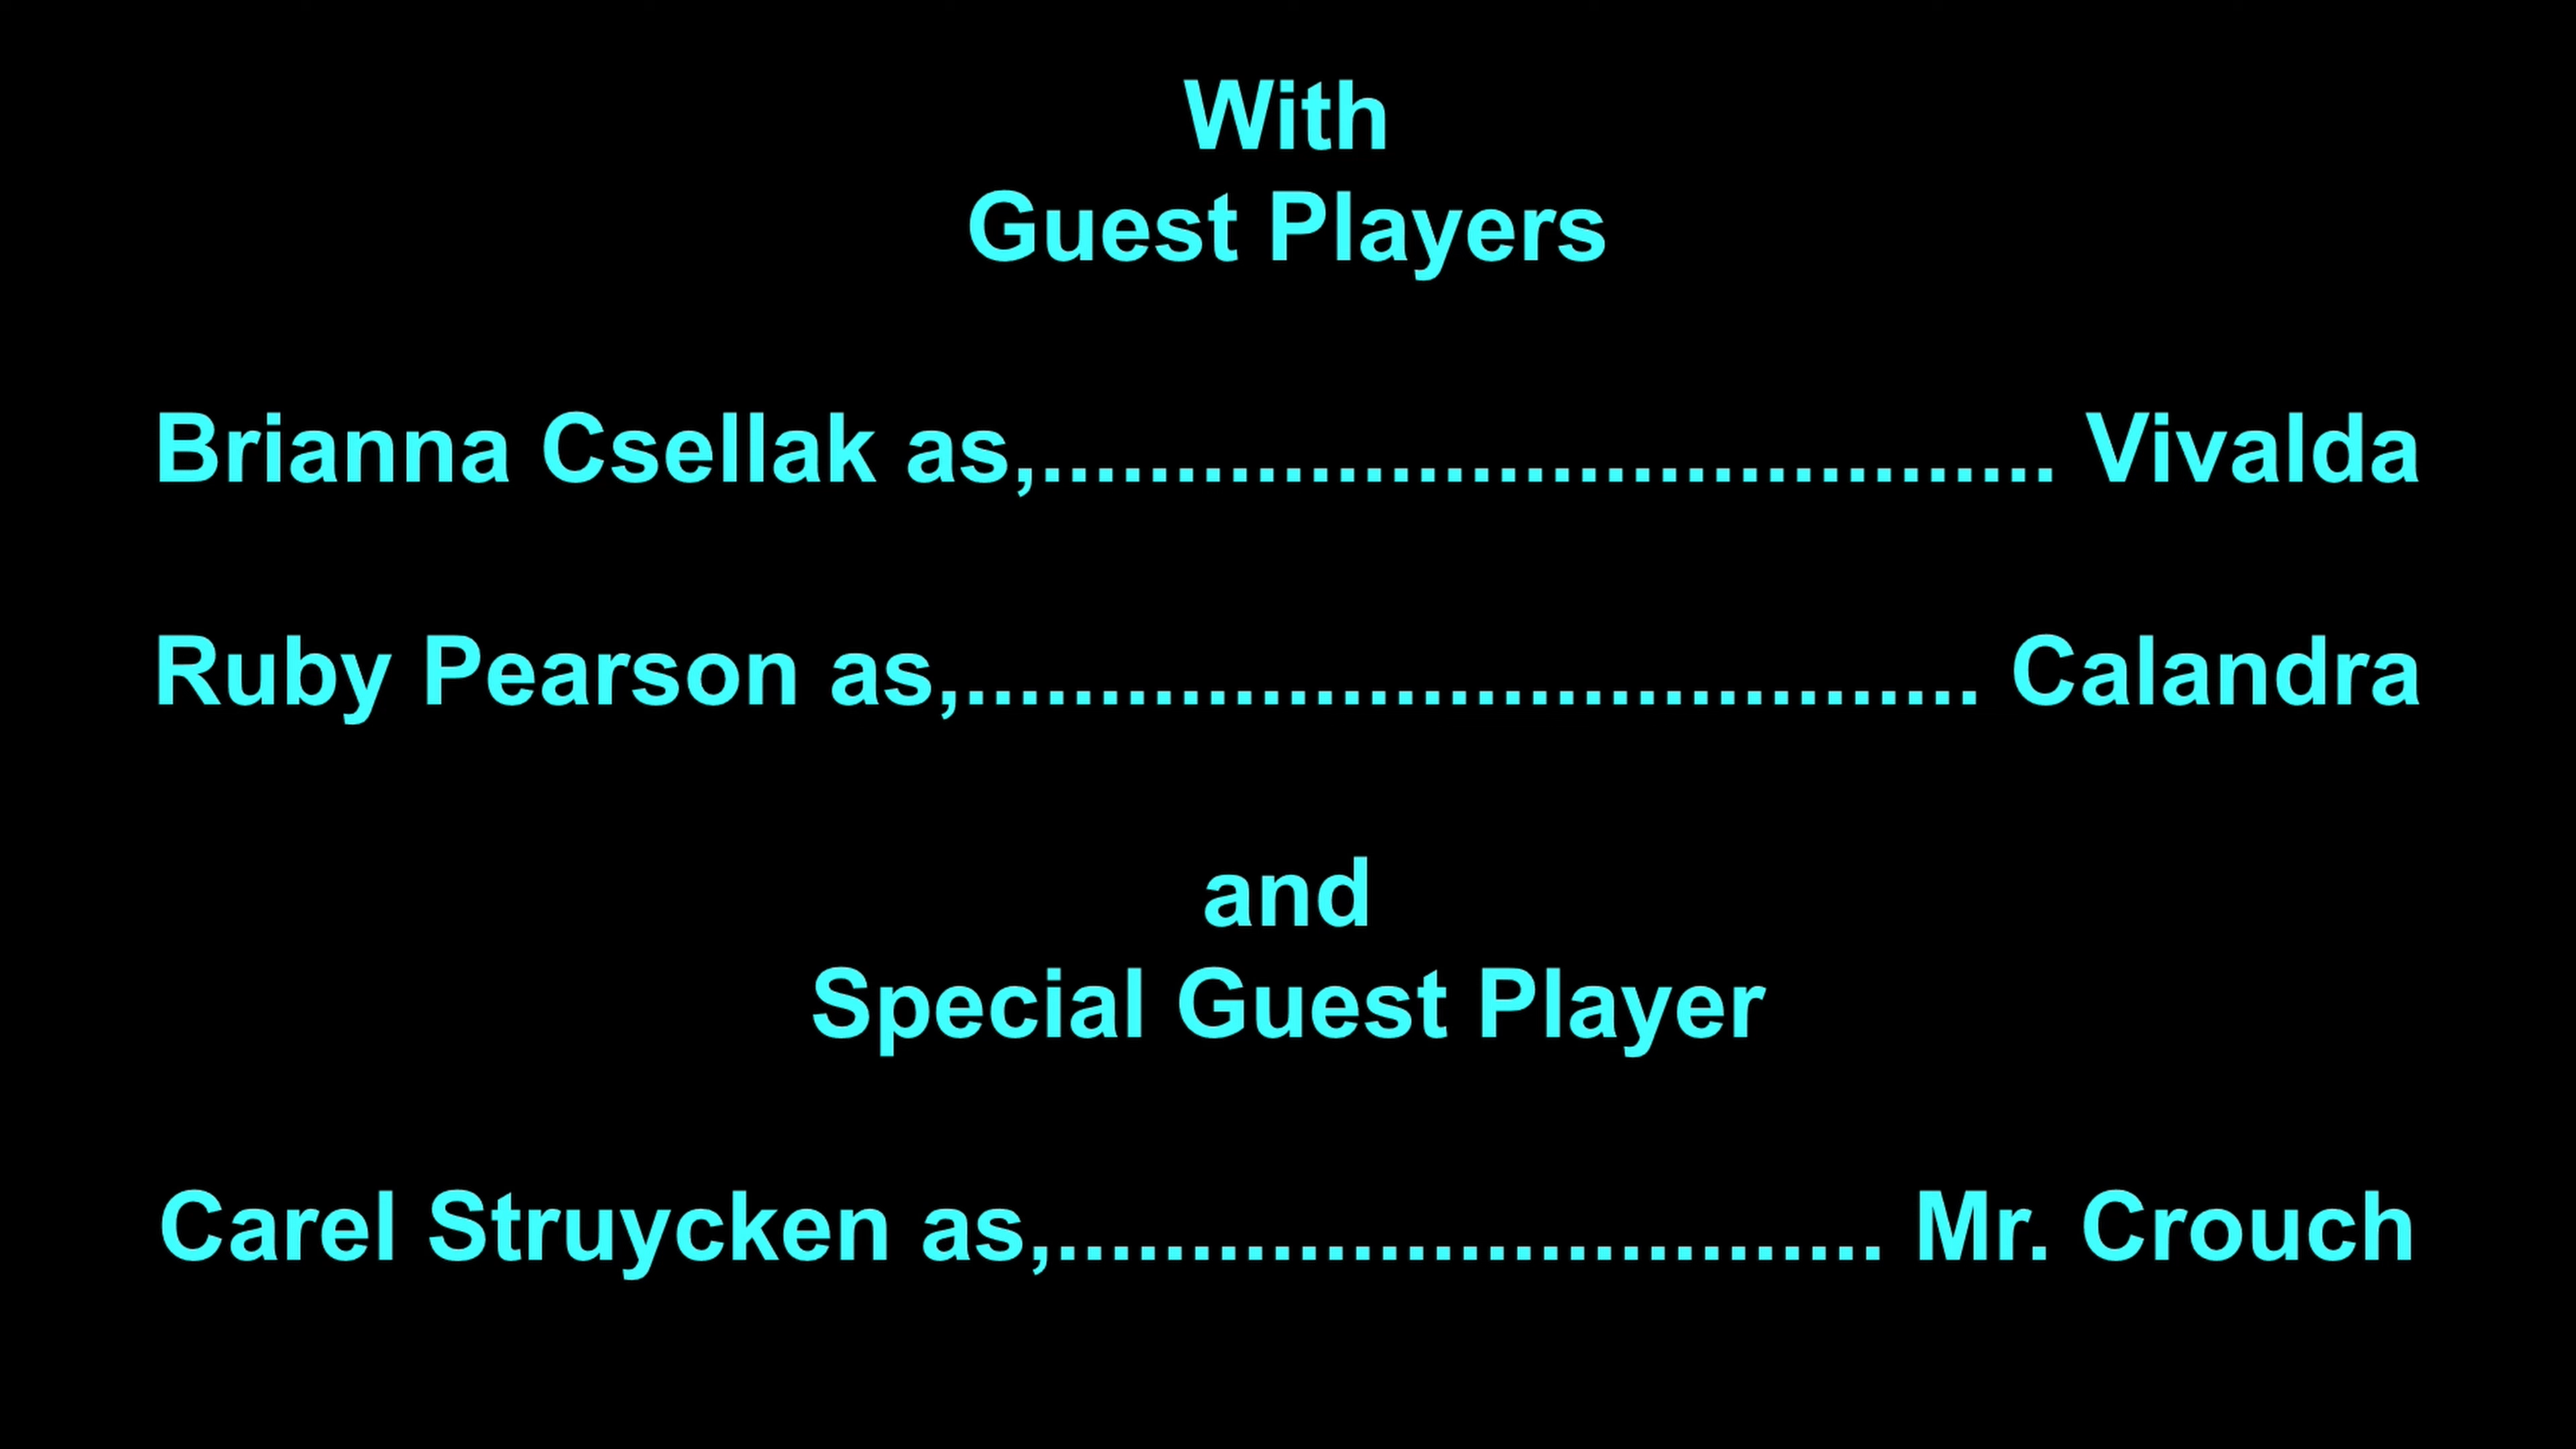 With
Guest Players
Brianna Csellak as,...................................... Vivalda
Ruby Pearson as,...................................... Calandra
and
Special Guest Player
Carel Struycken as,............................... Mr. Crouch